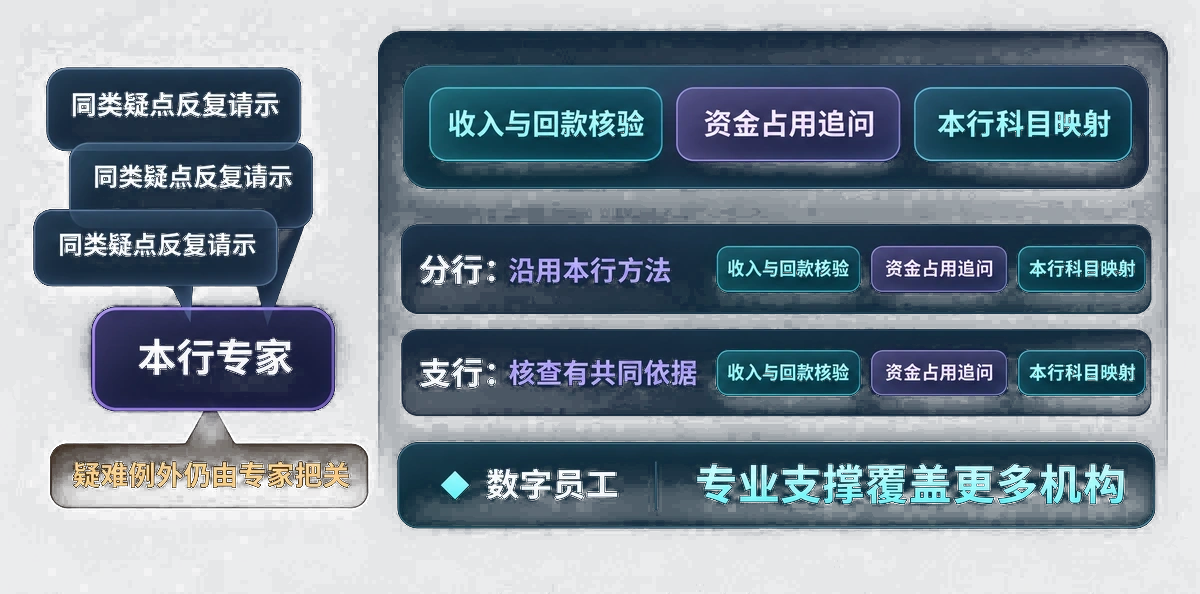 同类疑点反复请示
同类疑点反复请示
同类疑点反复请示
本行专家
疑难例外仍由专家把关
收入与回款核验 资金占用追问 本行科目映射
分行：沿用本行方法 收入与回款核验 资金占用追问 本行科目映射
支行：核查有共同依据 收入与回款核验 资金占用追问 本行科目映射
数字员工 专业支撑覆盖更多机构